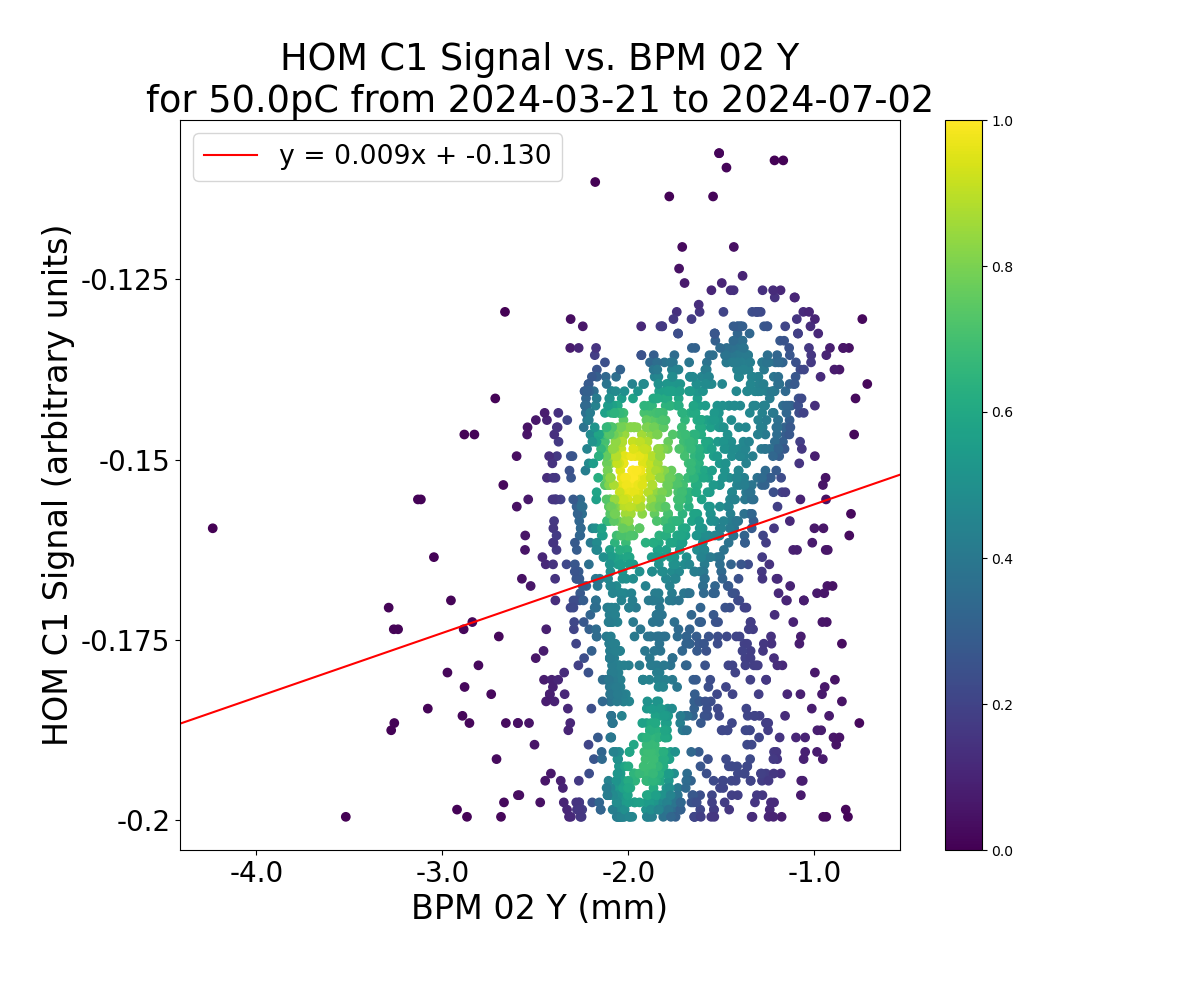 HOM C1 Signal vs. BPM 02 Y
for 50.0pC from 2024-03-21 to 2024-07-02
y = 0.009x + -0.130
HOM C1 Signal (arbitrary units)
-0.125
-0.15
-0.175
-0.2
-4.0
-3.0
-2.0
-1.0
BPM 02 Y (mm)
1.0
0.8
0.6
0.4
0.2
0.0